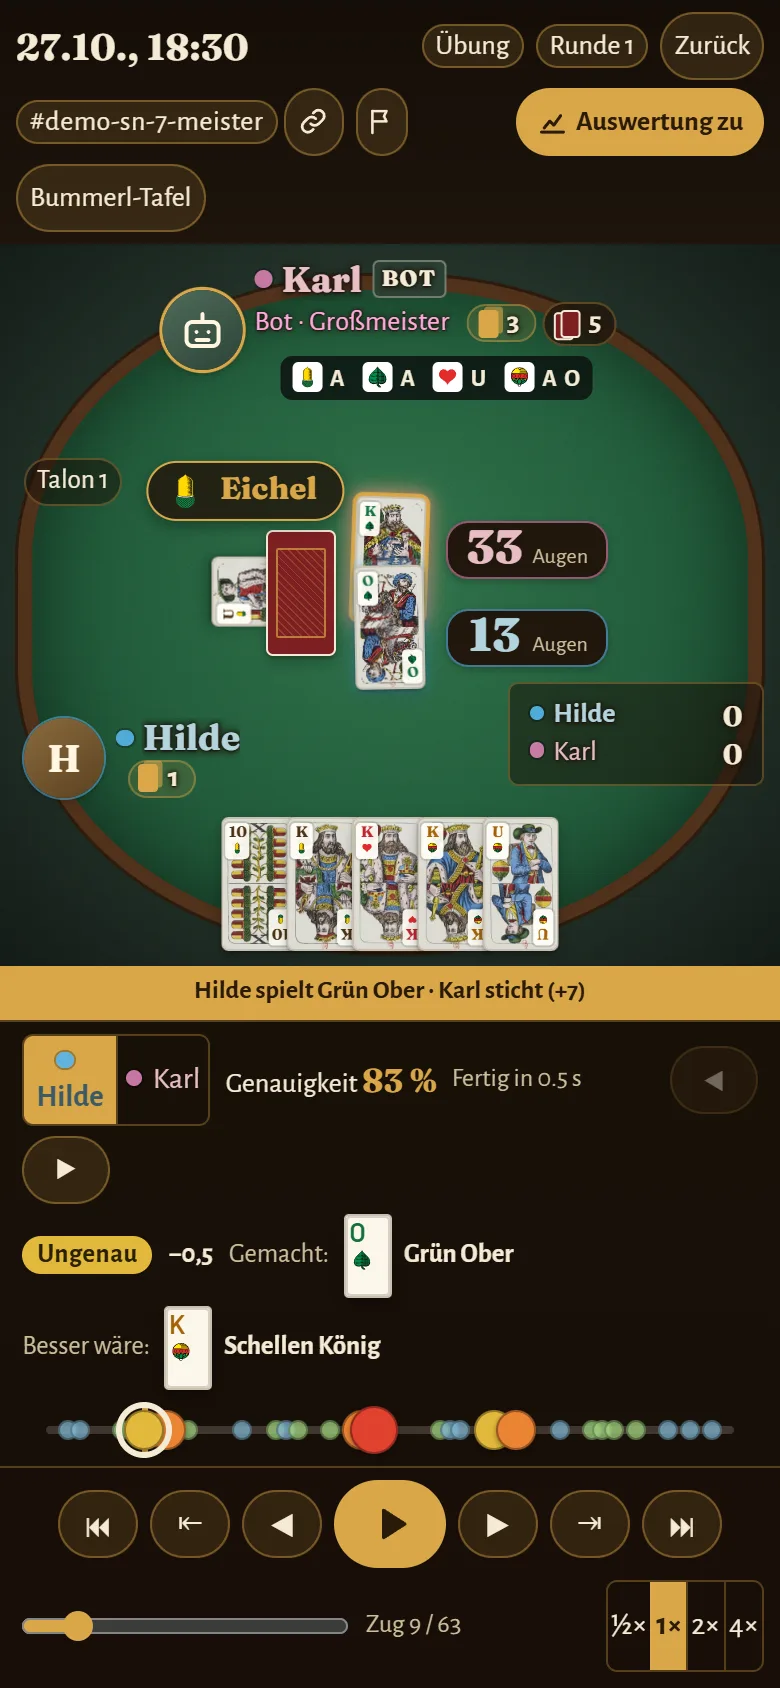 27.10., 18:30
Übung
Runde 1
Zurück
#demo-sn-7-meister
Auswertung zu
Bummerl-Tafel
Karl BOT
Bot · Großmeister
3
5
A A U A O
Talon 1
Eichel
K
33 Augen
O
U
O
13 Augen
Hilde 0
Karl 0
H
Hilde
1
10 K K K U
10 K K K U
Hilde spielt Grün Ober · Karl sticht (+7)
Hilde
Karl
Genauigkeit 83 %
Fertig in 0.5 s
Ungenau −0,5 Gemacht: O Grün Ober
Besser wäre: K Schellen König
Zug 9 / 63
½× 1× 2× 4×